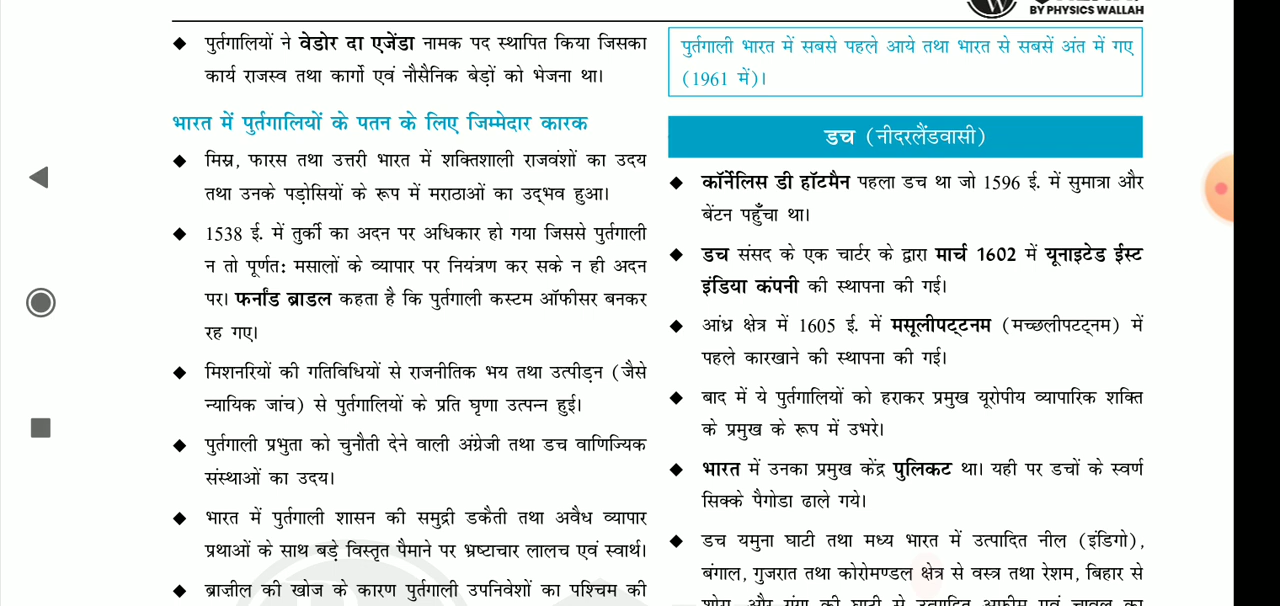 BY PHYSICS WALLAH
◆ पुर्तगालियों ने वेडोर दा एजेंडा नामक पद स्थापित किया जिसका
कार्य राजस्व तथा कार्गो एवं नौसैनिक बेड़ों को भेजना था।
भारत में पुर्तगालियों के पतन के लिए जिम्मेदार कारक
◆ मिस्र, फारस तथा उत्तरी भारत में शक्तिशाली राजवंशों का उदय
तथा उनके पड़ोसियों के रूप में मराठाओं का उद्भव हुआ।
◆ 1538 ई. में तुर्की का अदन पर अधिकार हो गया जिससे पुर्तगाली
न तो पूर्णत: मसालों के व्यापार पर नियंत्रण कर सके न ही अदन
पर। फर्नांड ब्राडल कहता है कि पुर्तगाली कस्टम ऑफीसर बनकर
रह गए।
◆ मिशनरियों की गतिविधियों से राजनीतिक भय तथा उत्पीड़न (जैसे
न्यायिक जांच) से पुर्तगालियों के प्रति घृणा उत्पन्न हुई।
◆ पुर्तगाली प्रभुता को चुनौती देने वाली अंग्रेजी तथा डच वाणिज्यिक
संस्थाओं का उदय।
◆ भारत में पुर्तगाली शासन की समुद्री डकैती तथा अवैध व्यापार
प्रथाओं के साथ बड़े विस्तृत पैमाने पर भ्रष्टाचार लालच एवं स्वार्थ।
◆ ब्राजील की खोज के कारण पुर्तगाली उपनिवेशों का पश्चिम की
पुर्तगाली भारत में सबसे पहले आये तथा भारत से सबसें अंत में गए
(1961 में)।
डच (नीदरलैंडवासी)
◆ कॉर्नेलिस डी हॉटमैन पहला डच था जो 1596 ई. में सुमात्रा और
बेंटन पहुँचा था।
◆ डच संसद के एक चार्टर के द्वारा मार्च 1602 में यूनाइटेड ईस्ट
इंडिया कंपनी की स्थापना की गई।
◆ आंध्र क्षेत्र में 1605 ई. में मसूलीपट्टनम (मच्छलीपटट्नम) में
पहले कारखाने की स्थापना की गई।
◆ बाद में ये पुर्तगालियों को हराकर प्रमुख यूरोपीय व्यापारिक शक्ति
के प्रमुख के रूप में उभरे।
◆ भारत में उनका प्रमुख केंद्र पुलिकट था। यही पर डचों के स्वर्ण
सिक्के पैगोडा ढाले गये।
◆ डच यमुना घाटी तथा मध्य भारत में उत्पादित नील (इंडिगो),
बंगाल, गुजरात तथा कोरोमण्डल क्षेत्र से वस्त्र तथा रेशम, बिहार से
शोरा, और गंगा की घाटी से उत्पादित अफीम एवं चावल का